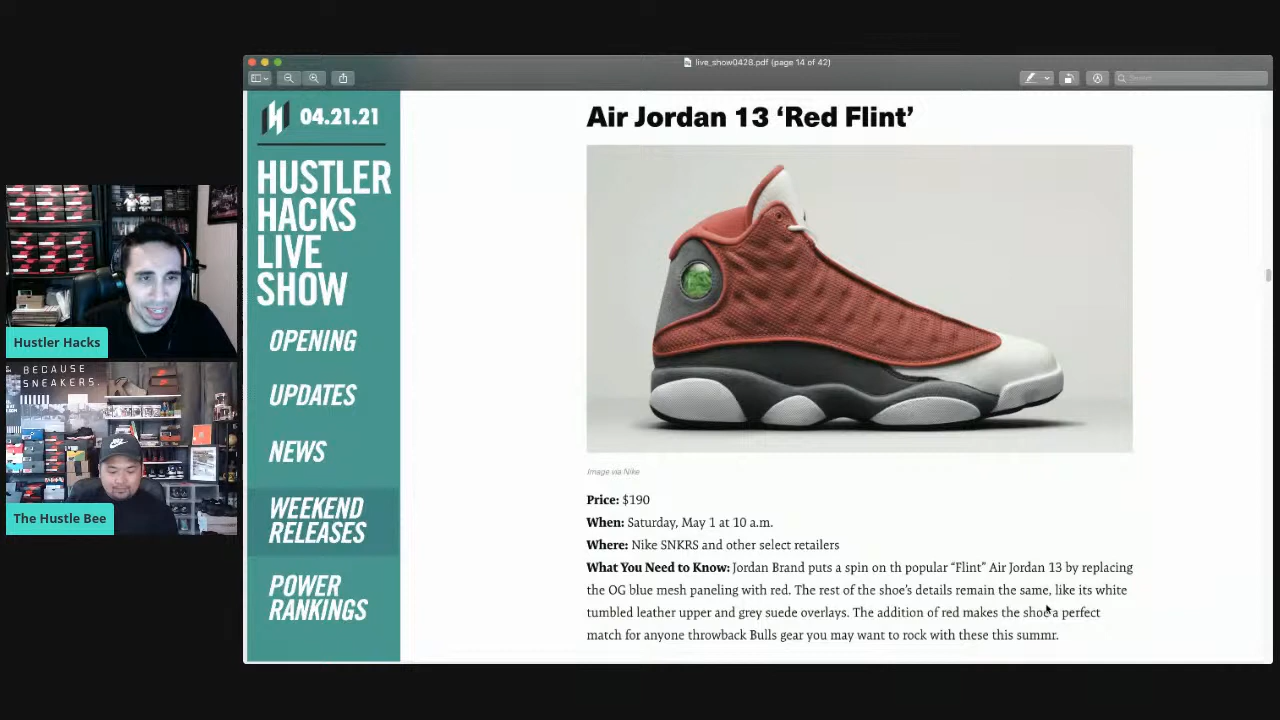 live_show0428.pdf (page 14 of 42)
Search
04.21.21
HUSTLER
HACKS
LIVE
SHOW
OPENING
UPDATES
NEWS
WEEKEND
RELEASES
POWER
RANKINGS
Air Jordan 13 ‘Red Flint’
Image via Nike
Price: $190
When: Saturday, May 1 at 10 a.m.
Where: Nike SNKRS and other select retailers
What You Need to Know: Jordan Brand puts a spin on th popular “Flint” Air Jordan 13 by replacing
the OG blue mesh paneling with red. The rest of the shoe’s details remain the same, like its white
tumbled leather upper and grey suede overlays. The addition of red makes the shoe a perfect
match for anyone throwback Bulls gear you may want to rock with these this summr.
Hustler Hacks
BECAUSE
SNEAKERS.
The Hustle Bee